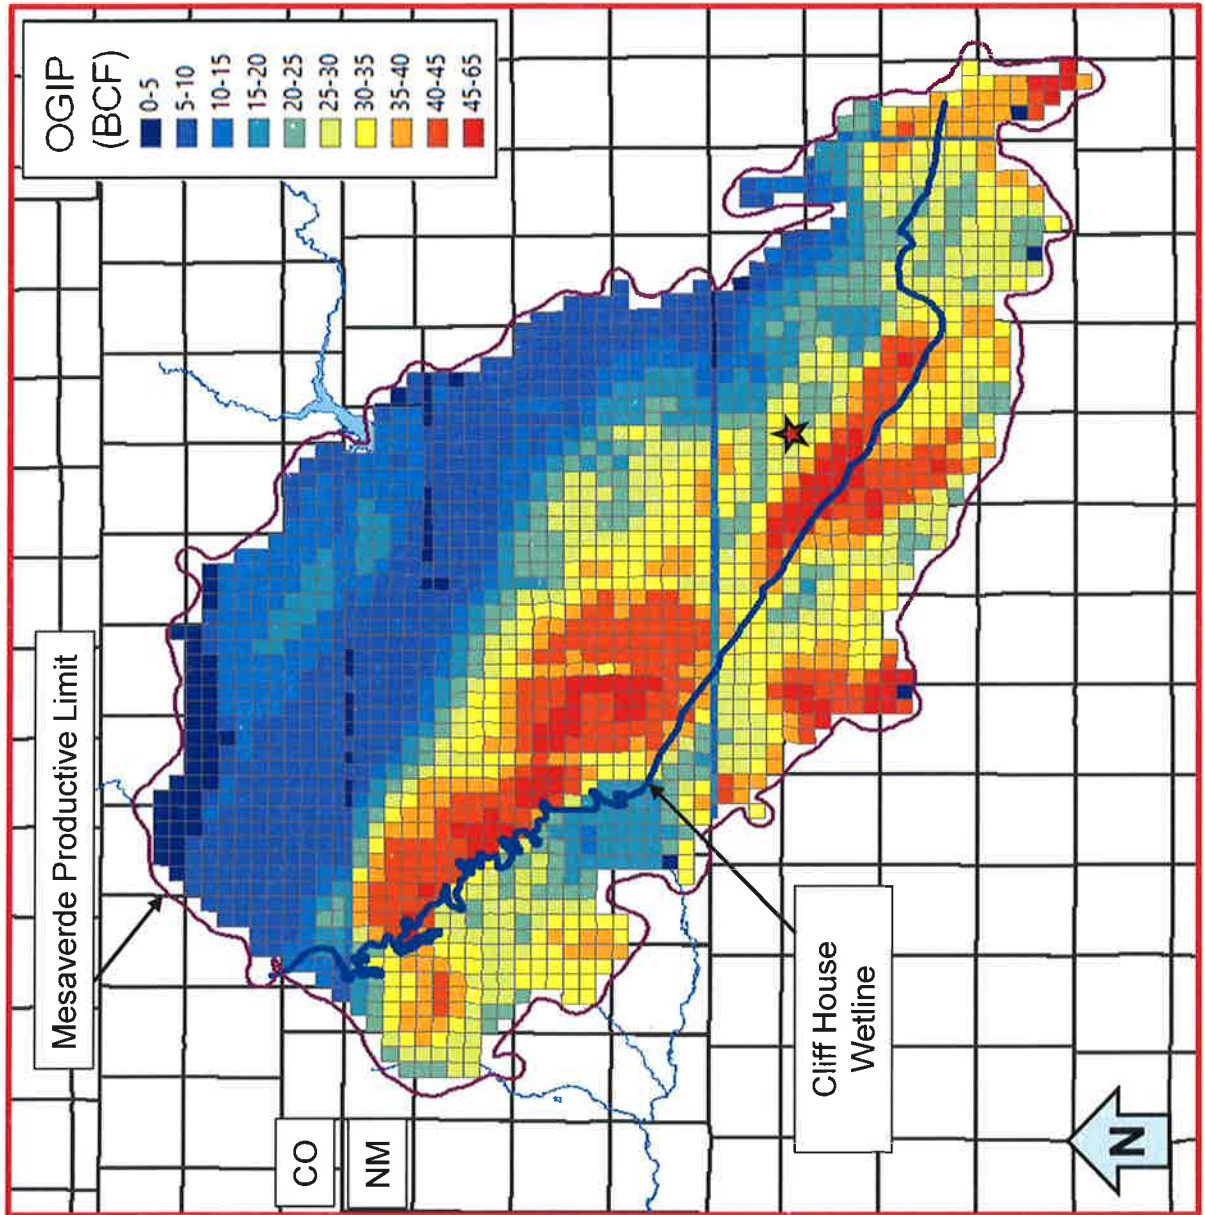 OGIP
(BCF)
0-5
5-10
10-15
15-20
20-25
25-30
30-35
35-40
40-45
45-65
Mesaverde Productive Limit
CO
NM
Cliff House
Wetline
N